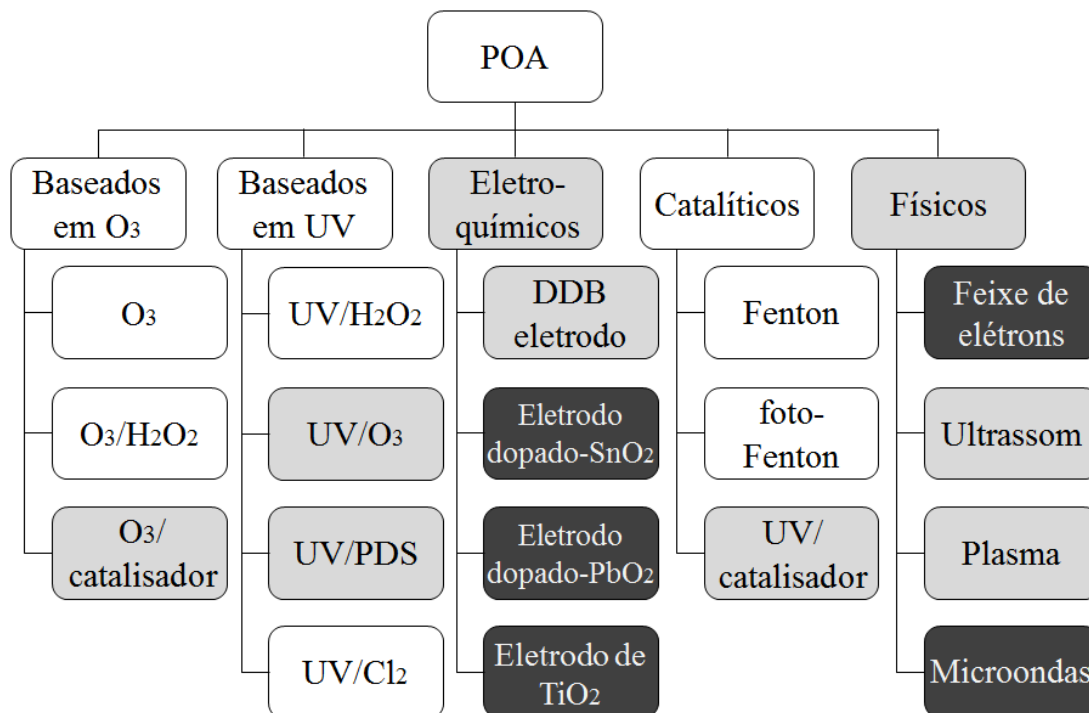 POA
Baseados
em O₃
Baseados
em UV
Eletro-
químicos
Catalíticos
Físicos
O₃
UV/H₂O₂
DDB
eletrodo
Fenton
Feixe de
elétrons
O₃/H₂O₂
UV/O₃
Eletrodo
dopado-SnO₂
foto-
Fenton
Ultrassom
O₃/
catalisador
UV/PDS
Eletrodo
dopado-PbO₂
UV/
catalisador
Plasma
UV/Cl₂
Eletrodo de
TiO₂
Microondas